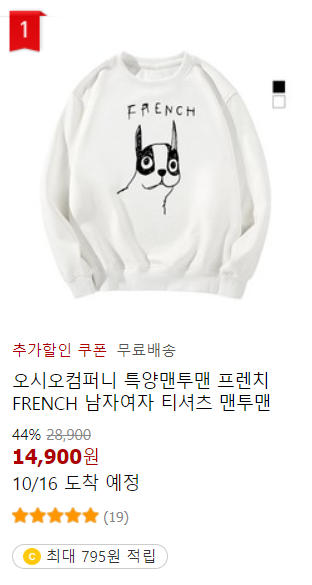 1
FRENCH
추가할인 쿠폰 무료배송
오시오컴퍼니 특양맨투맨 프렌치
FRENCH 남자여자 티셔츠 맨투맨
44% 28,900
14,900원
10/16 도착 예정
(19)
C 최대 795원 적립